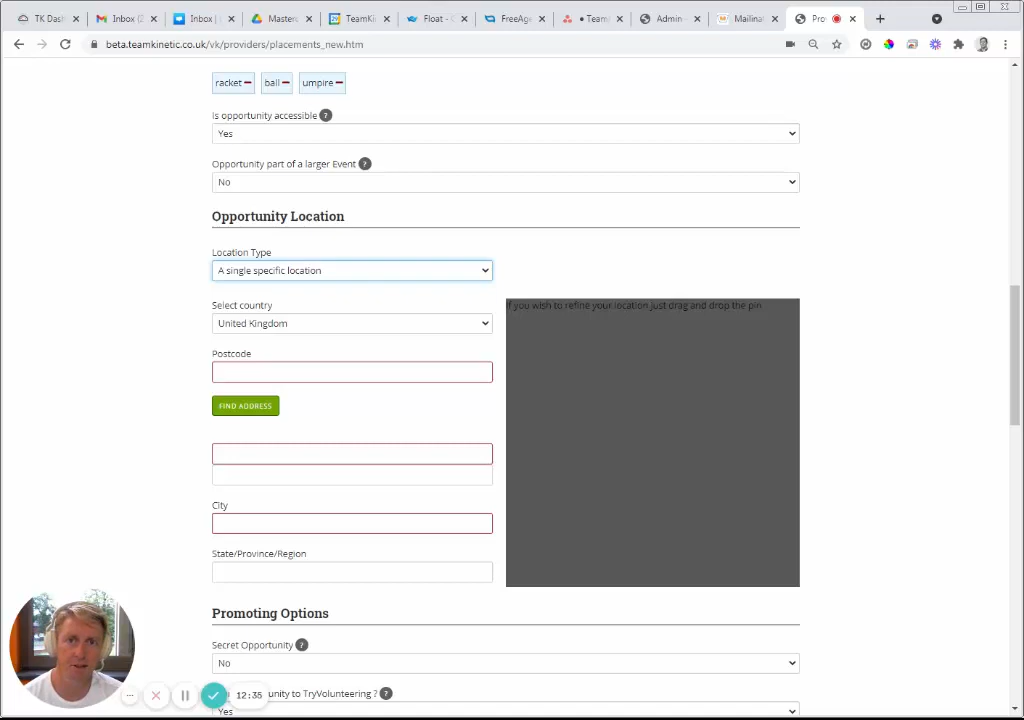 TK Dash
Inbox (2
Inbox |
Masters
TeamKi
Float - C
FreeAge
• Team
Admin -
Mailinat
Pro
beta.teamkinetic.co.uk/vk/providers/placements_new.htm
racket ball umpire
Is opportunity accessible ?
Yes
Opportunity part of a larger Event ?
No
Opportunity Location
Location Type
A single specific location
Select country
United Kingdom
If you wish to refine your location just drag and drop the pin
Postcode
FIND ADDRESS
City
State/Province/Region
Promoting Options
Secret Opportunity ?
No
unity to TryVolunteering ? ?
Yes
12:35